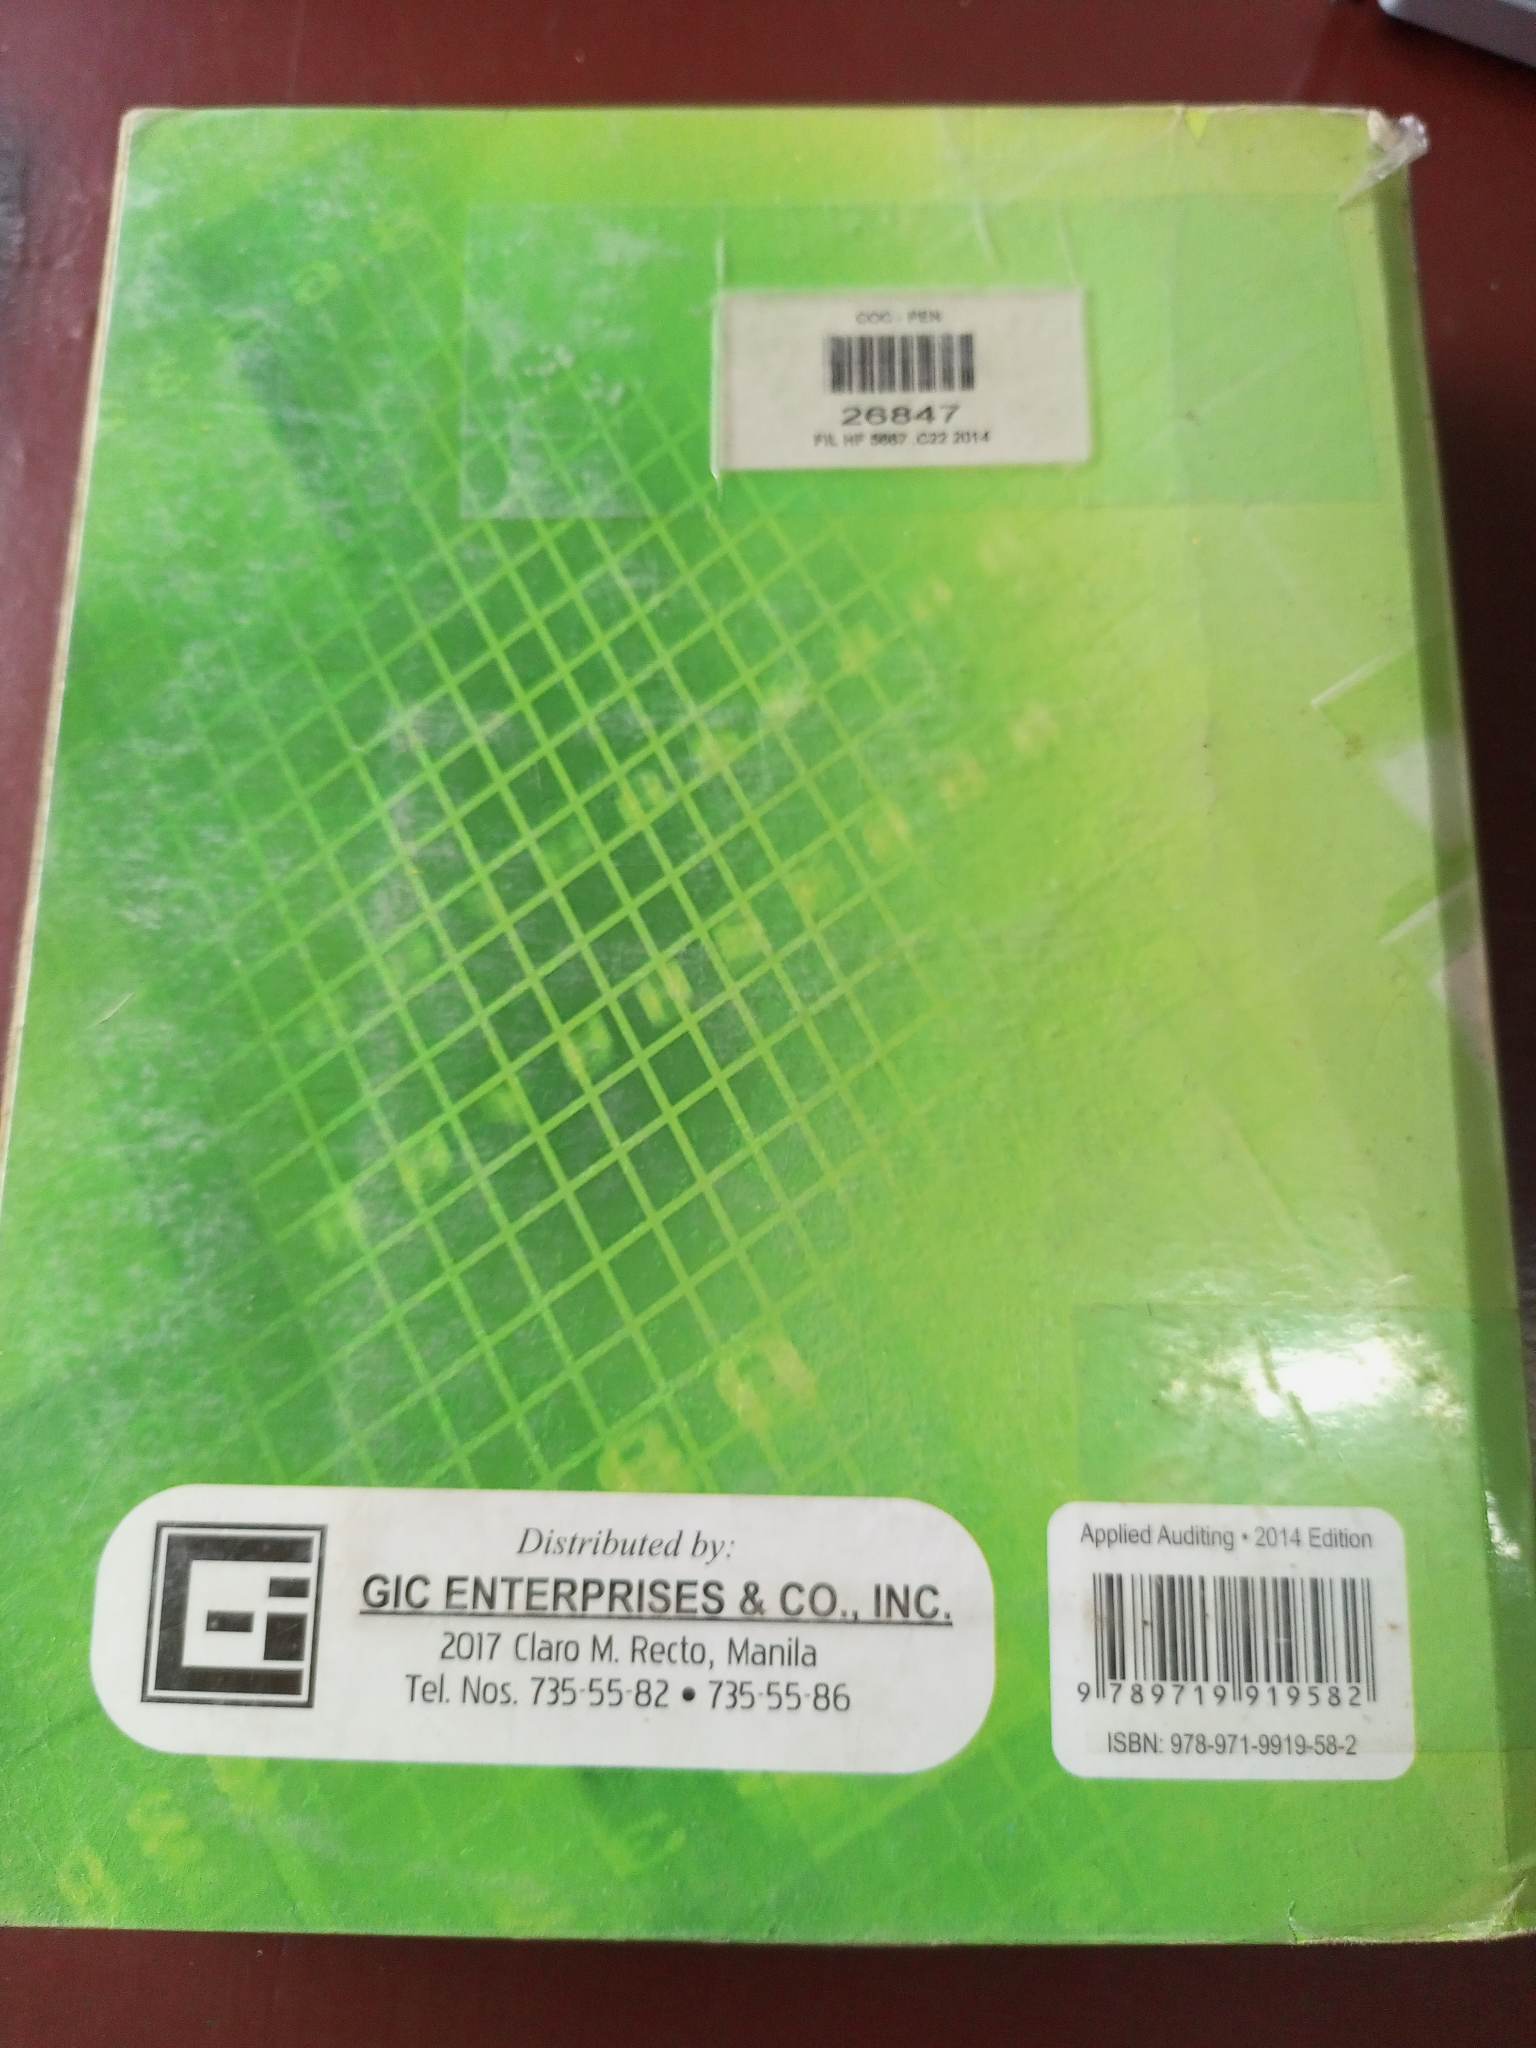 COC - PEN
26847
FIL HF 5667 .C22 2014
Distributed by:
GIC ENTERPRISES & CO., INC.
2017 Claro M. Recto, Manila
Tel. Nos. 735-55-82 • 735-55-86
Applied Auditing • 2014 Edition
9 789719 919582
ISBN: 978-971-9919-58-2